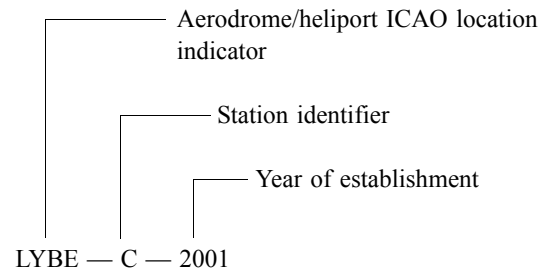 Aerodrome/heliport ICAO location
indicator
Station identifier
Year of establishment
LYBE — C — 2001